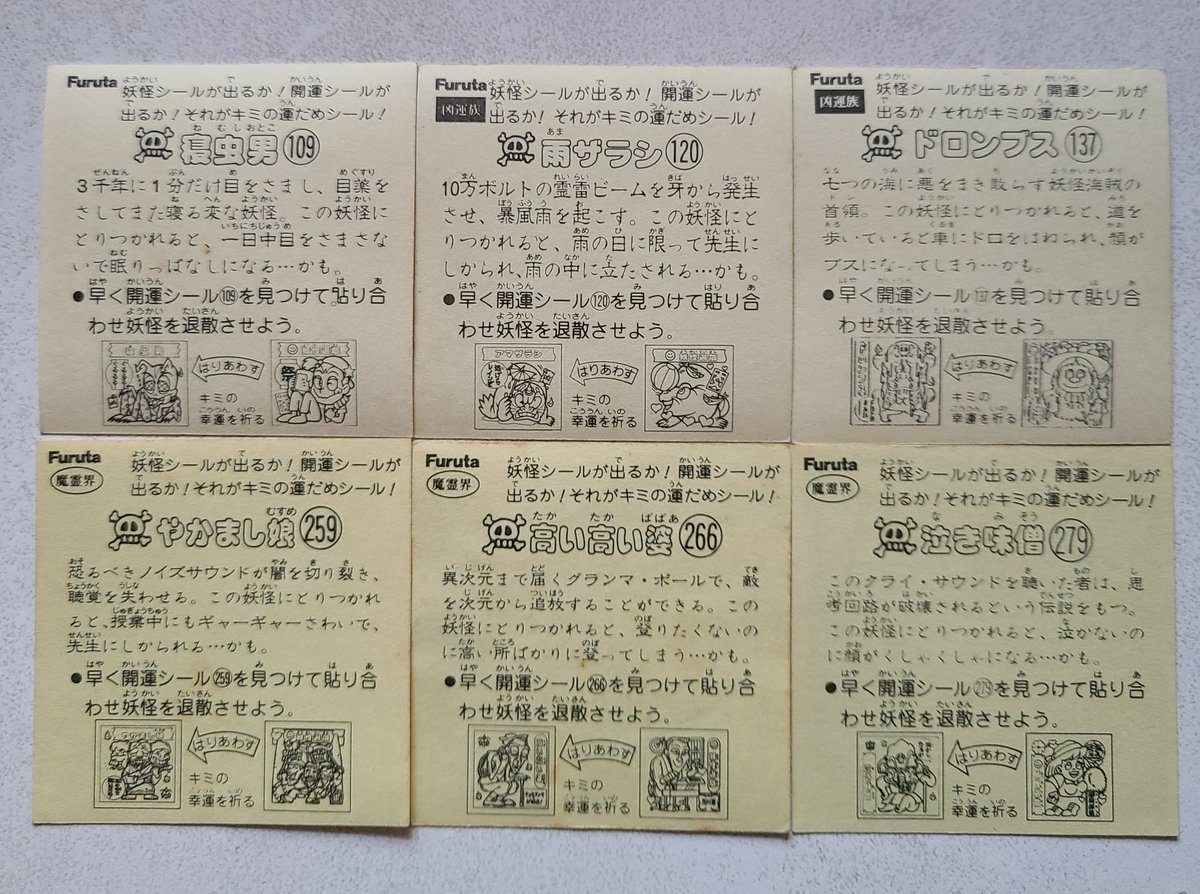 Furuta
妖怪シールが出るか！開運シールが
出るか！それがキミの運だめシール！
寝虫男 109
3千年に1分だけ目をさまし、目薬を
さしてまた寝る変な妖怪。この妖怪に
とりつかれると、一日中目をさまさな
いで眠りっぱなしになる…かも。
●早く開運シール109を見つけて貼り合
わせ妖怪を退散させよう。
はりあわす
キミの
幸運を祈る
Furuta
凶運族
妖怪シールが出るか！開運シールが
出るか！それがキミの運だめシール！
雨ザラシ 120
10万ボルトの霊雷ビームを牙から発生
させ、暴風雨を起こす。この妖怪にと
りつかれると、雨の日に限って先生に
しかられ、雨の中に立たされる…かも。
●早く開運シール120を見つけて貼り合
わせ妖怪を退散させよう。
アマザラシ
はりあわす
キミの
幸運を祈る
Furuta
凶運族
妖怪シールが出るか！開運シールが
出るか！それがキミの運だめシール！
ドロンブス 137
七つの海に悪をまき散らす妖怪海賊の
首領。この妖怪にとりつかれると、道を
歩いていると車にドロをはねられ、顔が
ブスになってしまう…かも。
●早く開運シール137を見つけて貼り合
わせ妖怪を退散させよう。
はりあわす
キミの
幸運を祈る
Furuta
魔霊界
妖怪シールが出るか！開運シールが
出るか！それがキミの運だめシール！
やかまし娘 259
恐るべきノイズサウンドが闇を切り裂き、
聴覚を失わせる。この妖怪にとりつかれ
ると、授業中にもギャーギャーさわいで、
先生にしかられる…かも。
●早く開運シール259を見つけて貼り合
わせ妖怪を退散させよう。
はりあわす
キミの
幸運を祈る
Furuta
魔霊界
妖怪シールが出るか！開運シールが
出るか！それがキミの運だめシール！
高い高い婆 266
異次元まで届くグランマ・ポールで、敵
を次元から追放することができる。この
妖怪にとりつかれると、登りたくないの
に高い所ばかりに登ってしまう…かも。
●早く開運シール266を見つけて貼り合
わせ妖怪を退散させよう。
はりあわす
キミの
幸運を祈る
Furuta
魔霊界
妖怪シールが出るか！開運シールが
出るか！それがキミの運だめシール！
泣き味僧 279
このクライ・サウンドを聴いた者は、思
考回路が破壊されるという伝説をもつ。
この妖怪にとりつかれると、泣かないの
に顔がくしゃくしゃになる…かも。
●早く開運シール279を見つけて貼り合
わせ妖怪を退散させよう。
はりあわす
キミの
幸運を祈る